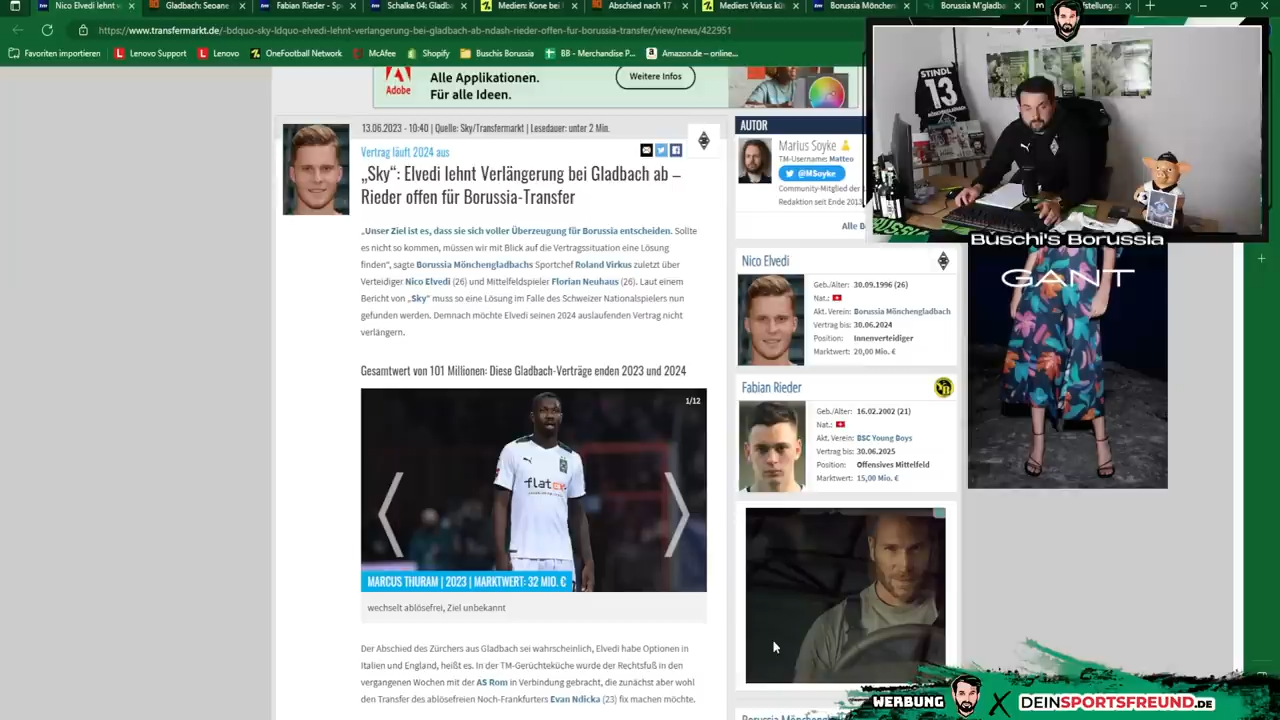 Gladbach: Seoane
Fabian Rieder - Sp
Schalke 04: Gladb
Medien: Kone bei
Abschied nach 17
Medien: Virkus kü
Borussia M'gladbac
https://www.transfermarkt.de/-bdquo-sky-ldquo-elvedi-lehnt-verlangerung-bei-gladbach-ab-ndash-rieder-offen-fur-borussia-transfer/view/news/422951
Favoriten importieren
Lenovo Support
Lenovo
OneFootball Network
McAfee
Shopify
Büschis Borussia
BB - Merchandise P...
Amazon.de – online...
Adobe
Alle Applikationen.
Für alle Ideen.
Weitere Infos
STINDL
13
13.06.2023 - 10:40 | Quelle: Sky/Transfermarkt | Lesedauer: unter 2 Min.
Vertrag läuft 2024 aus
„Sky“: Elvedi lehnt Verlängerung bei Gladbach ab –
Rieder offen für Borussia-Transfer
„Unser Ziel ist es, dass sie sich voller Überzeugung für Borussia entscheiden. Sollte
es nicht so kommen, müssen wir mit Blick auf die Vertragssituation eine Lösung
finden“, sagte Borussia Mönchengladbachs Sportchef Roland Virkus zuletzt über
Verteidiger Nico Elvedi (26) und Mittelfeldspieler Florian Neuhaus (26). Laut einem
Bericht von „Sky“ muss so eine Lösung im Falle des Schweizer Nationalspielers nun
gefunden werden. Demnach möchte Elvedi seinen 2024 auslaufenden Vertrag nicht
verlängern.
Gesamtwert von 101 Millionen: Diese Gladbach-Verträge enden 2023 und 2024
1/12
flatex
MARCUS THURAM | 2023 | MARKTWERT: 32 MIO. €
wechselt ablösefrei, Ziel unbekannt
Der Abschied des Zürchers aus Gladbach sei wahrscheinlich, Elvedi habe Optionen in
Italien und England, heißt es. In der TM-Gerüchteküche wurde der Rechtsfuß in den
vergangenen Wochen mit der AS Rom in Verbindung gebracht, die zunächst aber wohl
den Transfer des ablösefreien Noch-Frankfurters Evan Ndicka (23) fix machen möchte.
AUTOR
Marius Soyke
TM-Username: Matteo
@MSoyke
Community-Mitglied der
Redaktion seit Ende 2013
Alle B
Büschi's Borussia
Nico Elvedi
Geb./Alter: 30.09.1996 (26)
Nat.:
Akt. Verein: Borussia Mönchengladbach
Vertrag bis: 30.06.2024
Position: Innenverteidiger
Marktwert: 20,00 Mio. €
Fabian Rieder
Geb./Alter: 16.02.2002 (21)
Nat.:
Akt. Verein: BSC Young Boys
Vertrag bis: 30.06.2025
Position: Offensives Mittelfeld
Marktwert: 15,00 Mio. €
GANT
WERBUNG X DEINSPORTSFREUND.DE